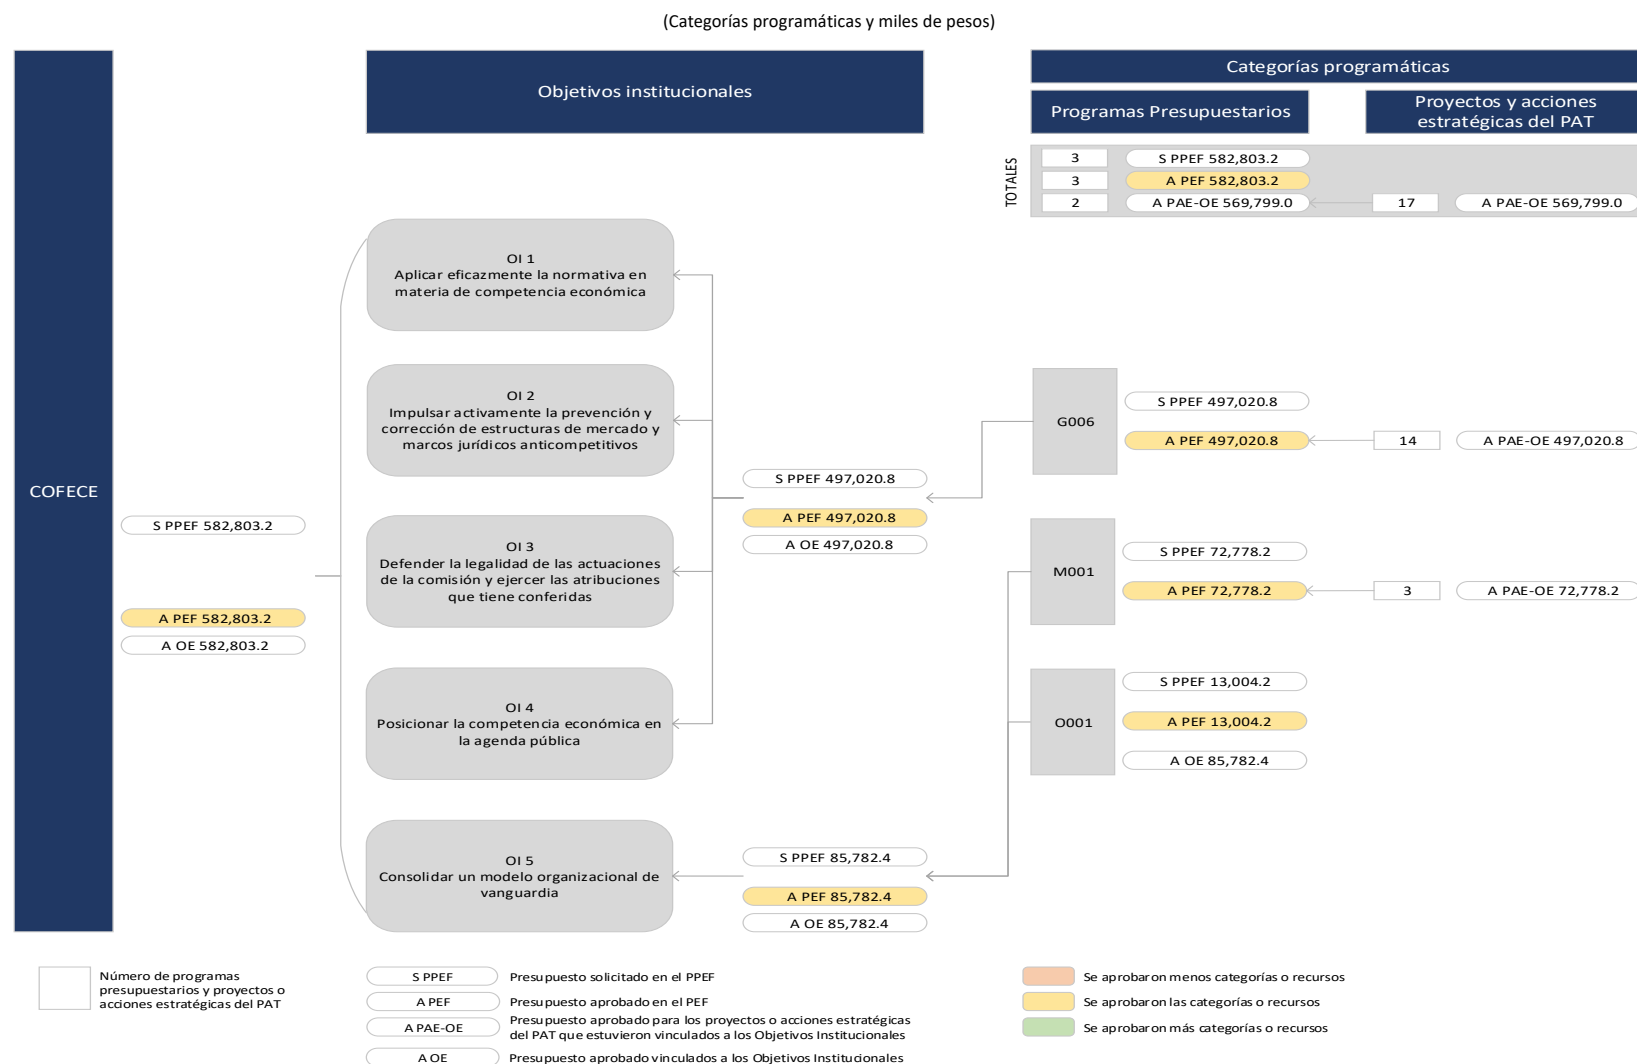 (Categorías programáticas y miles de pesos)
COFECE
Objetivos institucionales
Categorías programáticas
Programas Presupuestarios
Proyectos y acciones
estratégicas del PAT
TOTALES
3
S PPEF 582,803.2
3
A PEF 582,803.2
2
A PAE-OE 569,799.0
17
A PAE-OE 569,799.0
OI 1
Aplicar eficazmente la normativa en
materia de competencia económica
OI 2
Impulsar activamente la prevención y
corrección de estructuras de mercado y
marcos jurídicos anticompetitivos
G006
S PPEF 497,020.8
A PEF 497,020.8
14
A PAE-OE 497,020.8
S PPEF 497,020.8
A PEF 497,020.8
A OE 497,020.8
S PPEF 582,803.2
A PEF 582,803.2
A OE 582,803.2
OI 3
Defender la legalidad de las actuaciones
de la comisión y ejercer las atribuciones
que tiene conferidas
M001
S PPEF 72,778.2
A PEF 72,778.2
3
A PAE-OE 72,778.2
OI 4
Posicionar la competencia económica en
la agenda pública
O001
S PPEF 13,004.2
A PEF 13,004.2
A OE 85,782.4
OI 5
Consolidar un modelo organizacional de
vanguardia
S PPEF 85,782.4
A PEF 85,782.4
A OE 85,782.4
Número de programas
presupuestarios y proyectos o
acciones estratégicas del PAT
S PPEF
Presupuesto solicitado en el PPEF
A PEF
Presupuesto aprobado en el PEF
A PAE-OE
Presupuesto aprobado para los proyectos o acciones estratégicas
del PAT que estuvieron vinculados a los Objetivos Institucionales
A OE
Presupuesto aprobado vinculados a los Objetivos Institucionales
Se aprobaron menos categorías o recursos
Se aprobaron las categorías o recursos
Se aprobaron más categorías o recursos